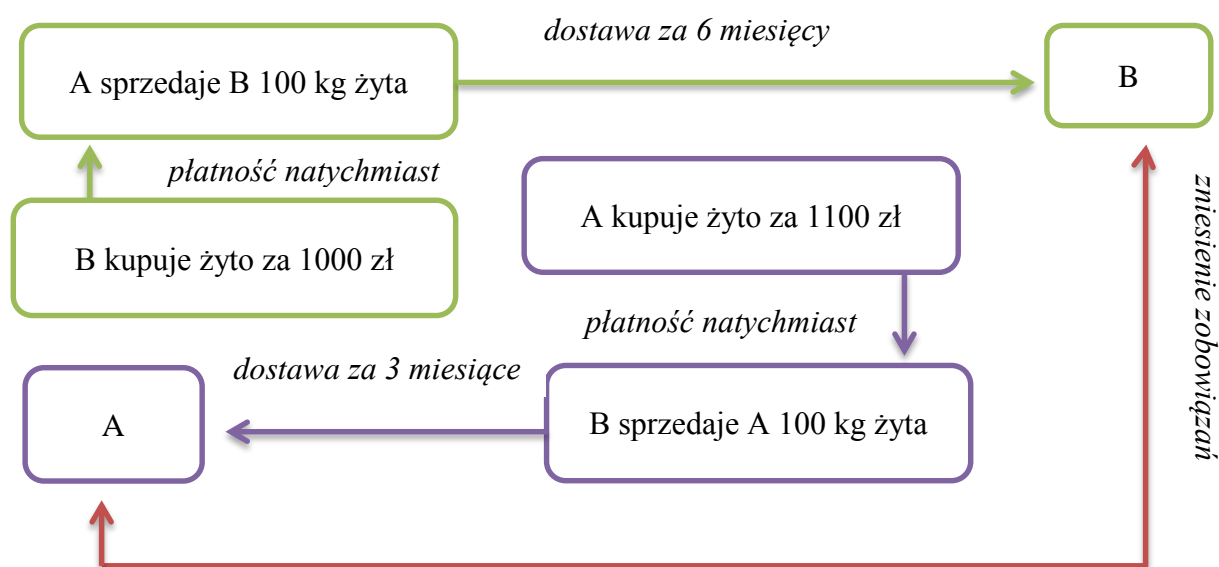 dostawa za 6 miesięcy
A sprzedaje B 100 kg żyta
B
płatność natychmiast
B kupuje żyto za 1000 zł
A kupuje żyto za 1100 zł
płatność natychmiast
dostawa za 3 miesiące
A
B sprzedaje A 100 kg żyta
zniesienie zobowiązań